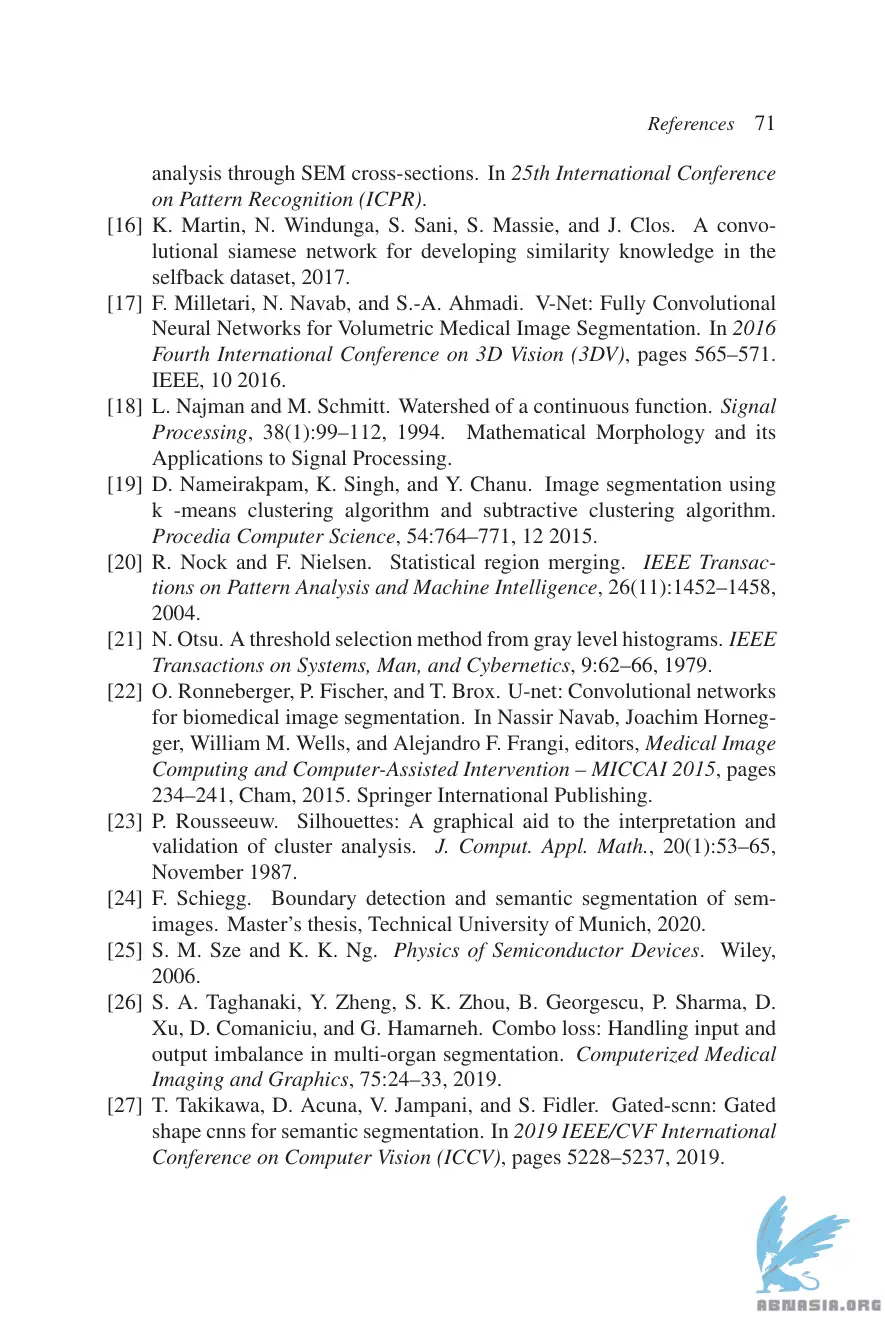 References 71
analysis through SEM cross-sections. In 25th International Conference
on Pattern Recognition (ICPR).
[16] K. Martin, N. Windunga, S. Sani, S. Massie, and J. Clos. A convo-
lutional siamese network for developing similarity knowledge in the
selfback dataset, 2017.
[17] F. Milletari, N. Navab, and S.-A. Ahmadi. V-Net: Fully Convolutional
Neural Networks for Volumetric Medical Image Segmentation. In 2016
Fourth International Conference on 3D Vision (3DV), pages 565–571.
IEEE, 10 2016.
[18] L. Najman and M. Schmitt. Watershed of a continuous function. Signal
Processing, 38(1):99–112, 1994. Mathematical Morphology and its
Applications to Signal Processing.
[19] D. Nameirakpam, K. Singh, and Y. Chanu. Image segmentation using
k -means clustering algorithm and subtractive clustering algorithm.
Procedia Computer Science, 54:764–771, 12 2015.
[20] R. Nock and F. Nielsen. Statistical region merging. IEEE Transac-
tions on Pattern Analysis and Machine Intelligence, 26(11):1452–1458,
2004.
[21] N. Otsu. A threshold selection method from gray level histograms. IEEE
Transactions on Systems, Man, and Cybernetics, 9:62–66, 1979.
[22] O. Ronneberger, P. Fischer, and T. Brox. U-net: Convolutional networks
for biomedical image segmentation. In Nassir Navab, Joachim Horneg-
ger, William M. Wells, and Alejandro F. Frangi, editors, Medical Image
Computing and Computer-Assisted Intervention – MICCAI 2015, pages
234–241, Cham, 2015. Springer International Publishing.
[23] P. Rousseeuw. Silhouettes: A graphical aid to the interpretation and
validation of cluster analysis. J. Comput. Appl. Math., 20(1):53–65,
November 1987.
[24] F. Schiegg. Boundary detection and semantic segmentation of sem-
images. Master's thesis, Technical University of Munich, 2020.
[25] S. M. Sze and K. K. Ng. Physics of Semiconductor Devices. Wiley,
2006.
[26] S. A. Taghanaki, Y. Zheng, S. K. Zhou, B. Georgescu, P. Sharma, D.
Xu, D. Comaniciu, and G. Hamarneh. Combo loss: Handling input and
output imbalance in multi-organ segmentation. Computerized Medical
Imaging and Graphics, 75:24–33, 2019.
[27] T. Takikawa, D. Acuna, V. Jampani, and S. Fidler. Gated-scnn: Gated
shape cnns for semantic segmentation. In 2019 IEEE/CVF International
Conference on Computer Vision (ICCV), pages 5228–5237, 2019.
ABNASIA.ORG